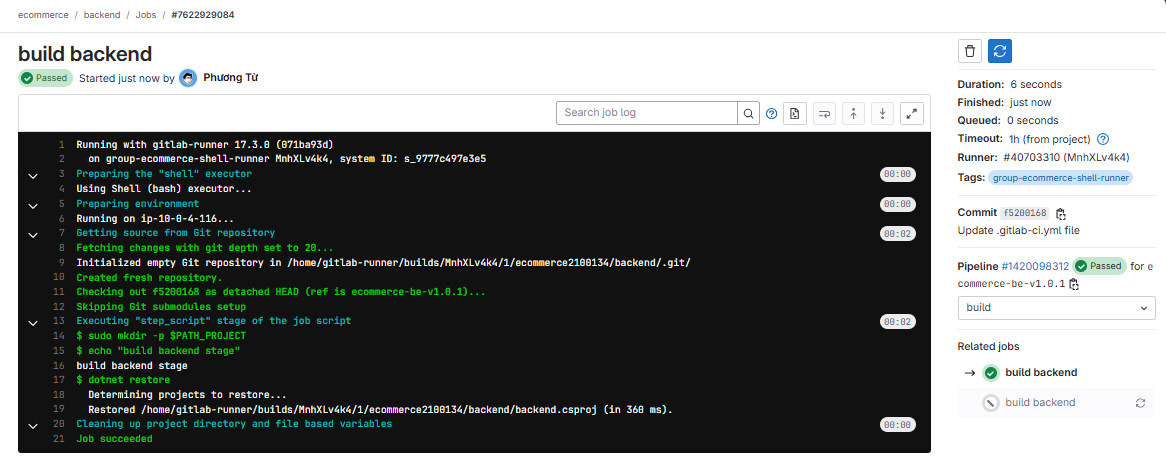 ecommerce / backend / Jobs / #7622929084
build backend
Passed Started just now by Phương Từ
Search job log
1 Running with gitlab-runner 17.3.0 (071ba93d)
2 on group-ecommerce-shell-runner MnhXLv4k4, system ID: s_9777c497e3e5
3 Preparing the "shell" executor 00:00
4 Using Shell (bash) executor...
5 Preparing environment 00:00
6 Running on ip-10-0-4-116...
7 Getting source from Git repository 00:02
8 Fetching changes with git depth set to 20...
9 Initialized empty Git repository in /home/gitlab-runner/builds/MnhXLv4k4/1/ecommerce2100134/backend/.git/
10 Created fresh repository.
11 Checking out f5200168 as detached HEAD (ref is ecommerce-be-v1.0.1)...
12 Skipping Git submodules setup
13 Executing "step_script" stage of the job script 00:02
14 $ sudo mkdir -p $PATH_PROJECT
15 $ echo "build backend stage"
16 build backend stage
17 $ dotnet restore
18 Determining projects to restore...
19 Restored /home/gitlab-runner/builds/MnhXLv4k4/1/ecommerce2100134/backend/backend.csproj (in 360 ms).
20 Cleaning up project directory and file based variables 00:00
21 Job succeeded
Duration: 6 seconds
Finished: just now
Queued: 0 seconds
Timeout: 1h (from project)
Runner: #40703310 (MnhXLv4k4)
Tags: group-ecommerce-shell-runner
Commit f5200168
Update .gitlab-ci.yml file
Pipeline #1420098312 Passed for e
commerce-be-v1.0.1
build
Related jobs
build backend
build backend